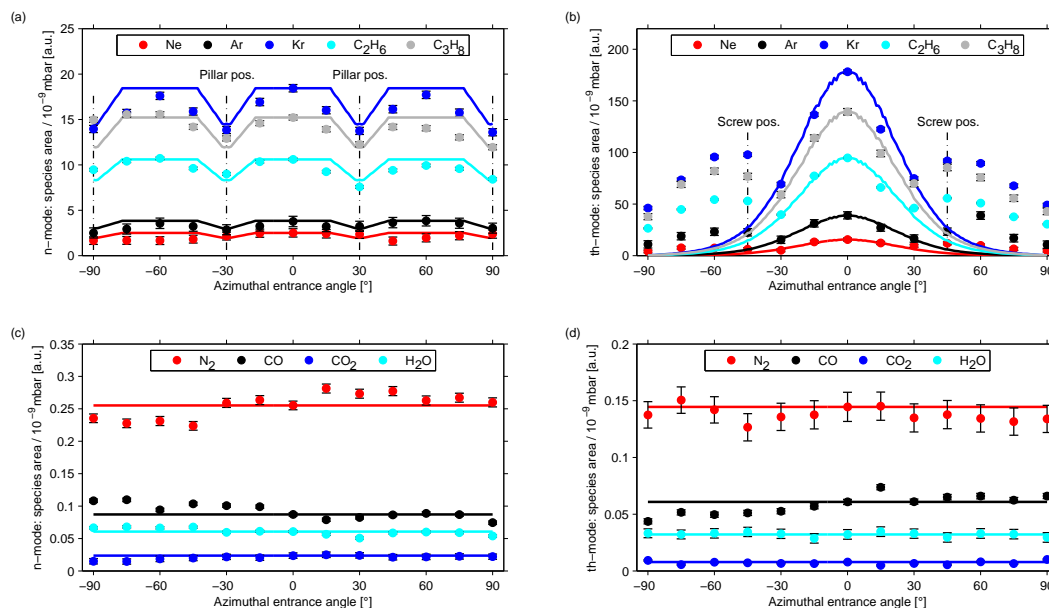 (a)
25
20
15
10
5
0
n−mode: species area / 10⁻⁹ mbar [a.u.]
Ne Ar Kr C₂H₆ C₃H₈
Pillar pos. Pillar pos.
−90 −60 −30 0 30 60 90
Azimuthal entrance angle [°]
(b)
200
150
100
50
0
th−mode: species area / 10⁻⁹ mbar [a.u.]
Ne Ar Kr C₂H₆ C₃H₈
Screw pos. Screw pos.
−90 −60 −30 0 30 60 90
Azimuthal entrance angle [°]
(c)
0.35
0.3
0.25
0.2
0.15
0.1
0.05
0
n−mode: species area / 10⁻⁹ mbar [a.u.]
N₂ CO CO₂ H₂O
−90 −60 −30 0 30 60 90
Azimuthal entrance angle [°]
(d)
0.2
0.15
0.1
0.05
0
th−mode: species area / 10⁻⁹ mbar [a.u.]
N₂ CO CO₂ H₂O
−90 −60 −30 0 30 60 90
Azimuthal entrance angle [°]